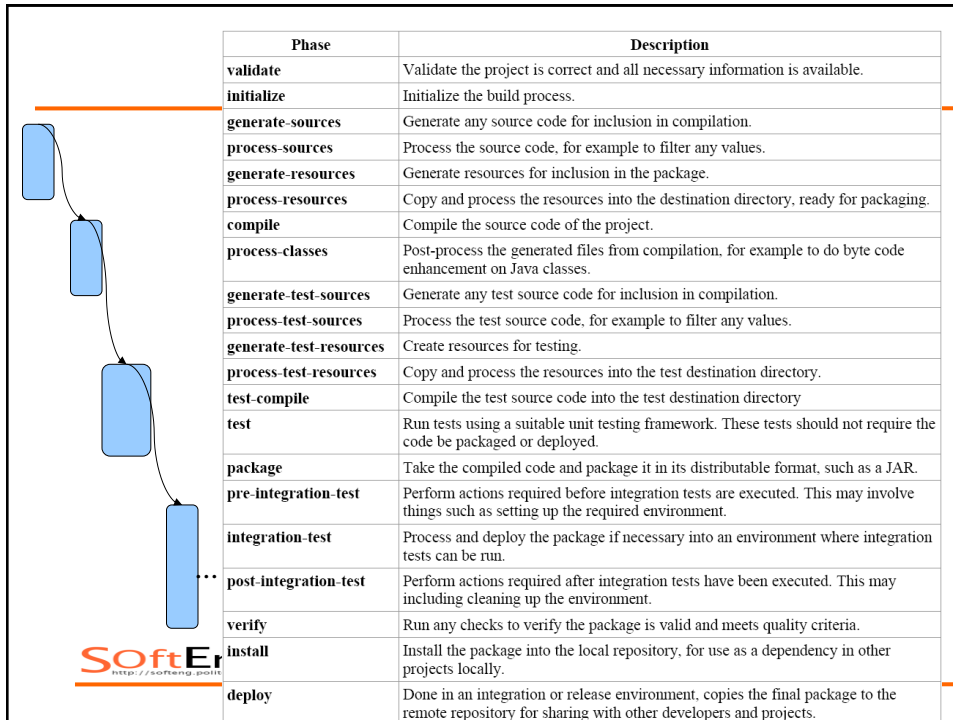 Phase Description
validate Validate the project is correct and all necessary information is available.
initialize Initialize the build process.
generate-sources Generate any source code for inclusion in compilation.
process-sources Process the source code, for example to filter any values.
generate-resources Generate resources for inclusion in the package.
process-resources Copy and process the resources into the destination directory, ready for packaging.
compile Compile the source code of the project.
process-classes Post-process the generated files from compilation, for example to do byte code
enhancement on Java classes.
generate-test-sources Generate any test source code for inclusion in compilation.
process-test-sources Process the test source code, for example to filter any values.
generate-test-resources Create resources for testing.
process-test-resources Copy and process the resources into the test destination directory.
test-compile Compile the test source code into the test destination directory
test Run tests using a suitable unit testing framework. These tests should not require the
code be packaged or deployed.
package Take the compiled code and package it in its distributable format, such as a JAR.
pre-integration-test Perform actions required before integration tests are executed. This may involve
things such as setting up the required environment.
integration-test Process and deploy the package if necessary into an environment where integration
tests can be run.
...
post-integration-test Perform actions required after integration tests have been executed. This may
including cleaning up the environment.
verify Run any checks to verify the package is valid and meets quality criteria.
install Install the package into the local repository, for use as a dependency in other
projects locally.
deploy Done in an integration or release environment, copies the final package to the
remote repository for sharing with other developers and projects.
SOftEr
http://softeng.polit